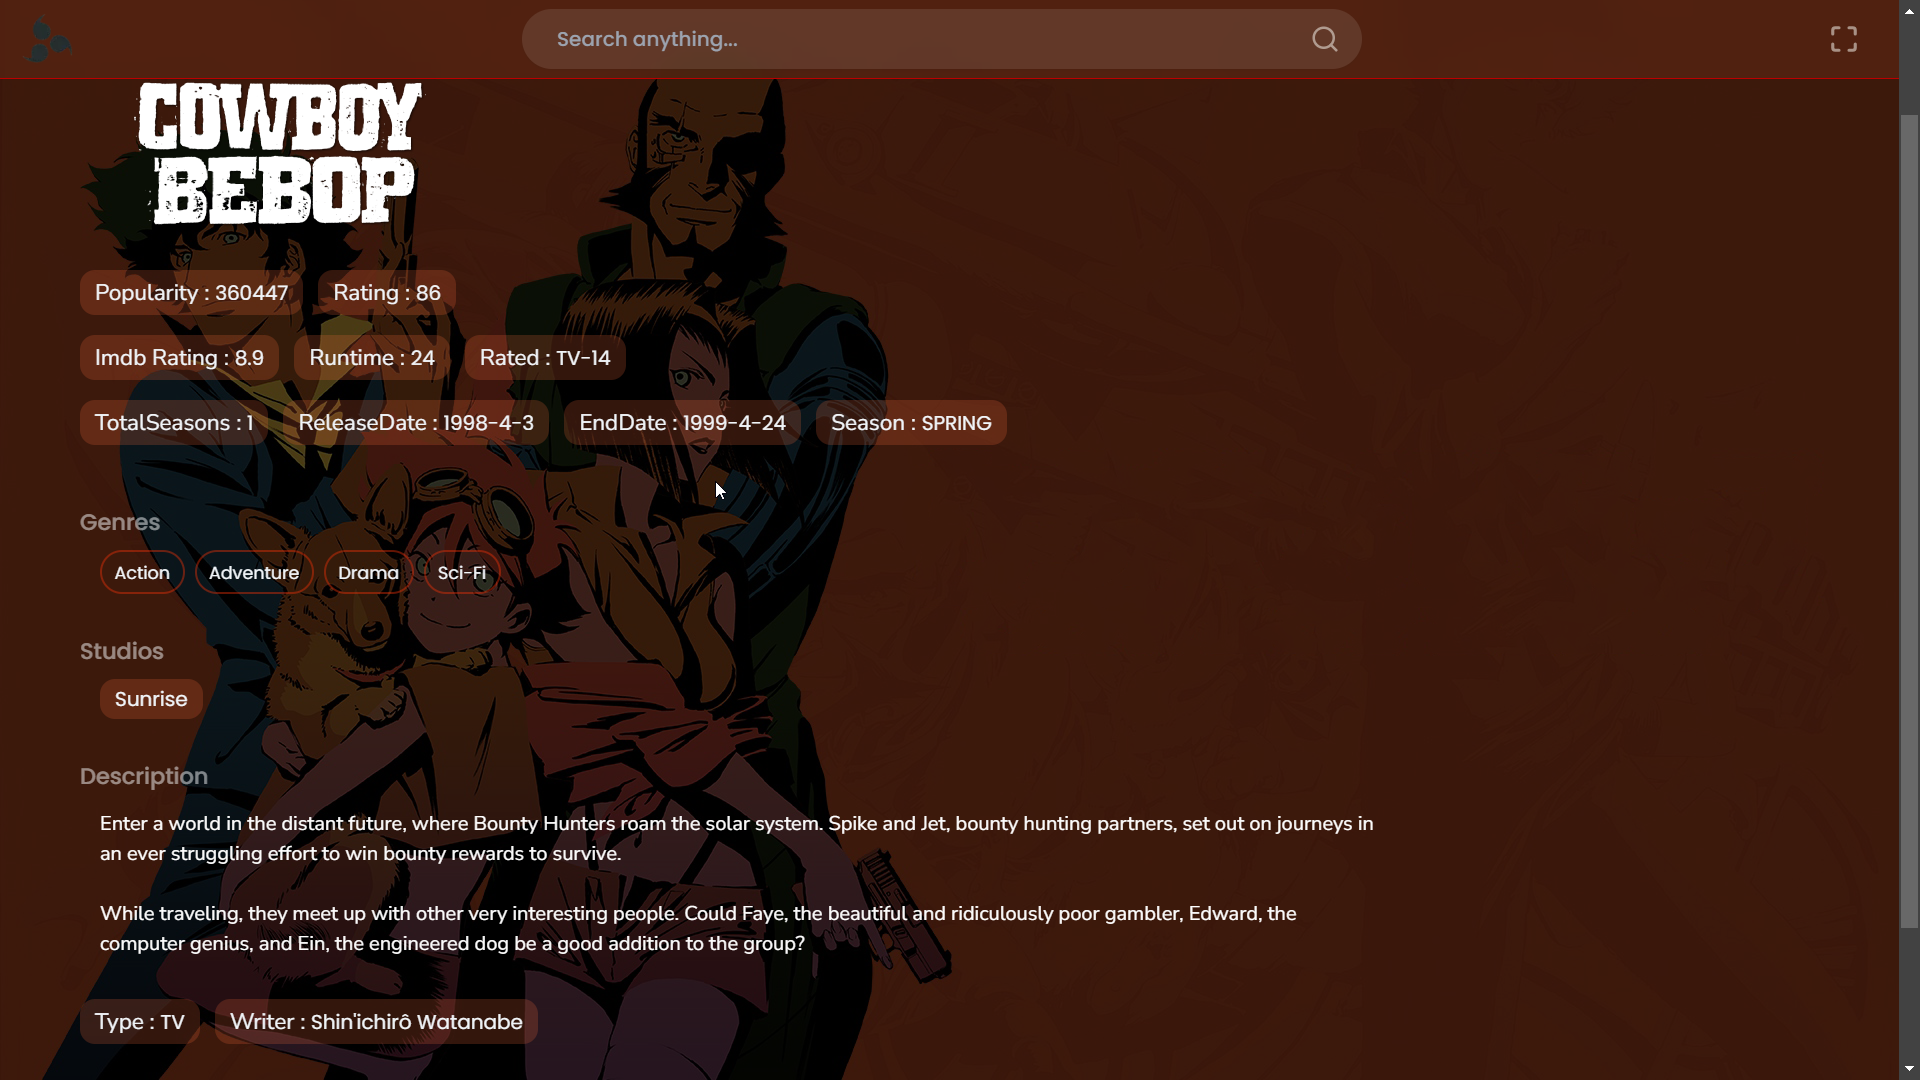 Search anything...
COWBOY
BEBOP
Popularity : 360447
Rating : 86
Imdb Rating : 8.9
Runtime : 24
Rated : TV-14
TotalSeasons : 1
ReleaseDate : 1998-4-3
EndDate : 1999-4-24
Season : SPRING
Genres
Action
Adventure
Drama
Sci-Fi
Studios
Sunrise
Description
Enter a world in the distant future, where Bounty Hunters roam the solar system. Spike and Jet, bounty hunting partners, set out on journeys in
an ever struggling effort to win bounty rewards to survive.
While traveling, they meet up with other very interesting people. Could Faye, the beautiful and ridiculously poor gambler, Edward, the
computer genius, and Ein, the engineered dog be a good addition to the group?
Type : TV
Writer : Shin'ichirô Watanabe